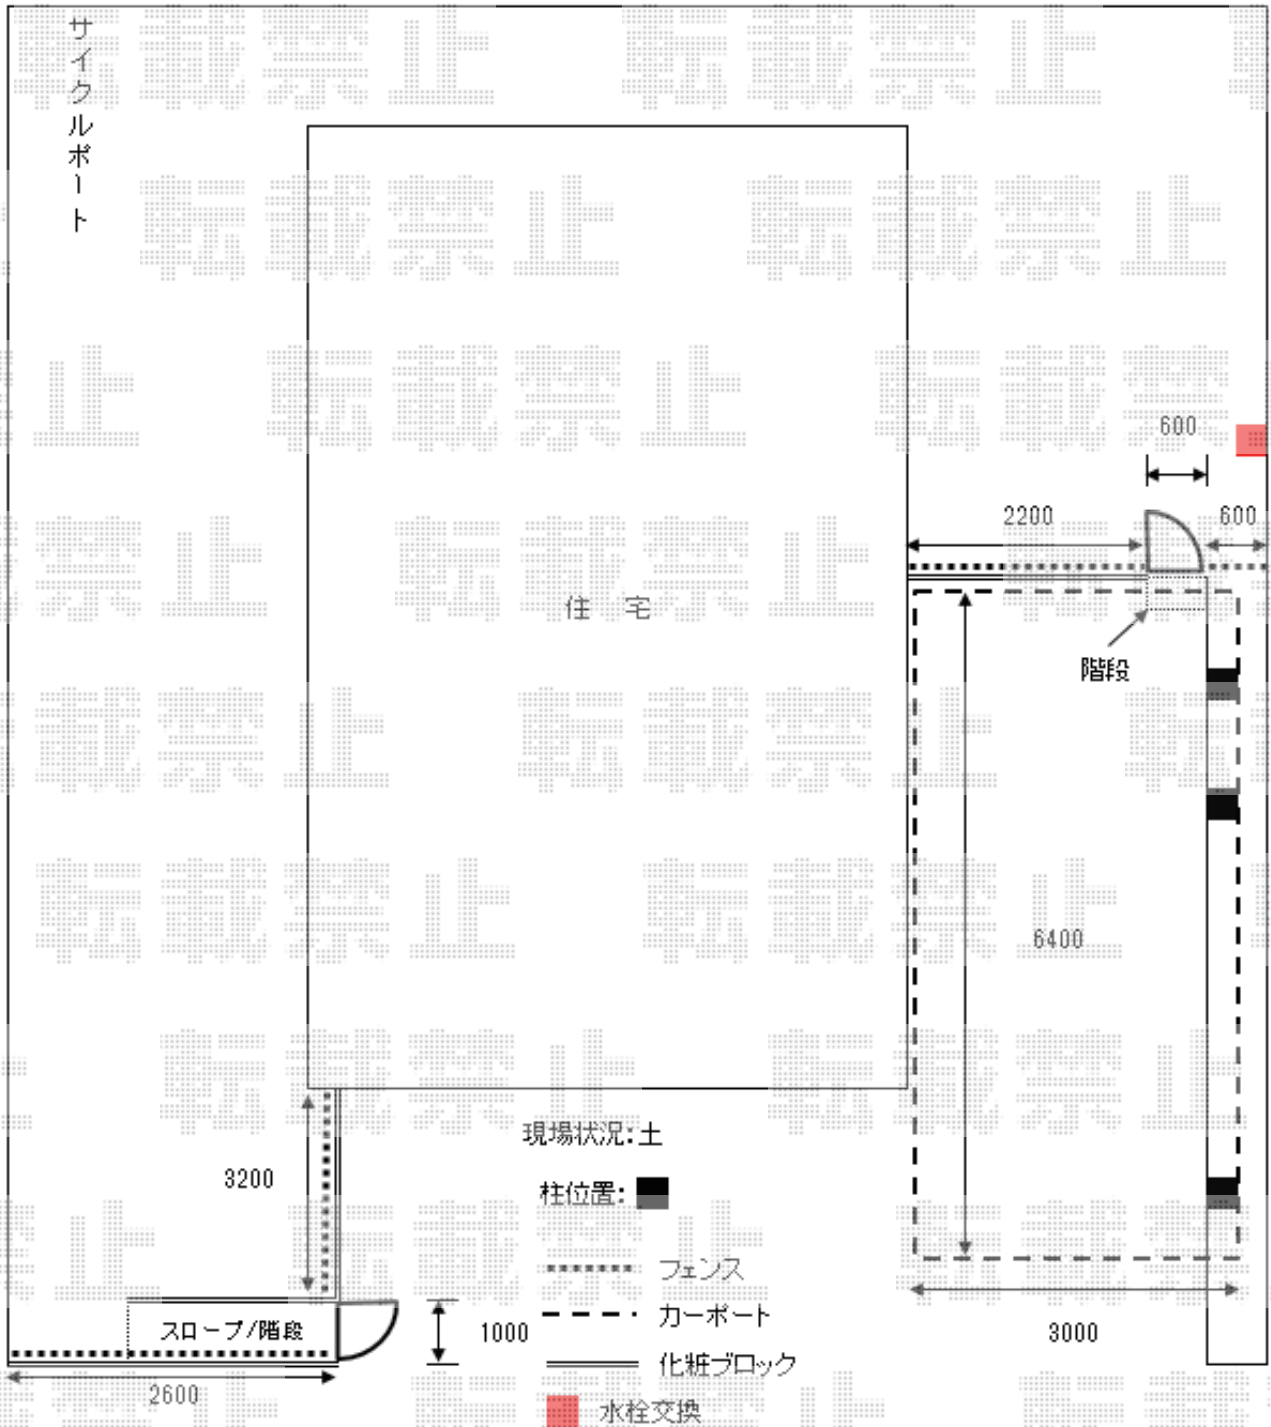 サイクルポート
転載禁止
600
2200
600
住 宅
階段
6400
現場状況:土
3200
柱位置:
フェンス
スロープ/階段
1000
カーポート
3000
化粧ブロック
2600
水栓交換